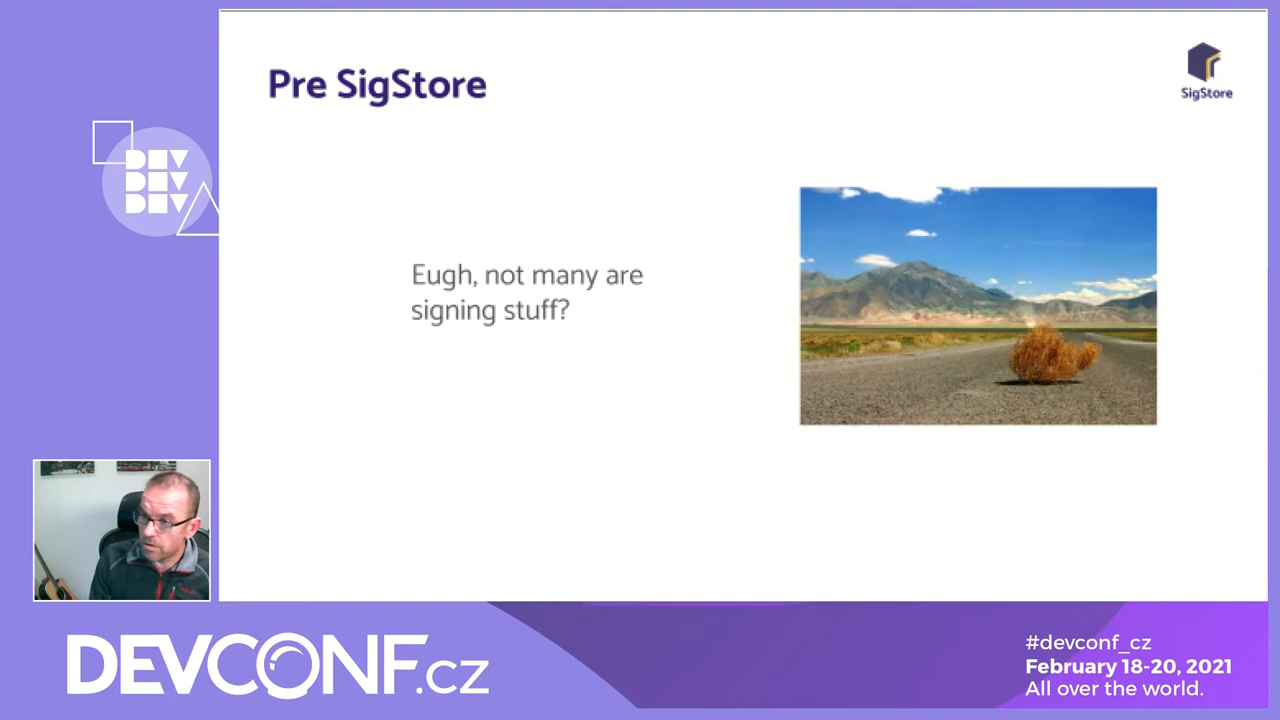 Pre SigStore
SigStore
DEV
DEV
DEV
Eugh, not many are
signing stuff?
DEVCONF.cz
#devconf_cz
February 18-20, 2021
All over the world.